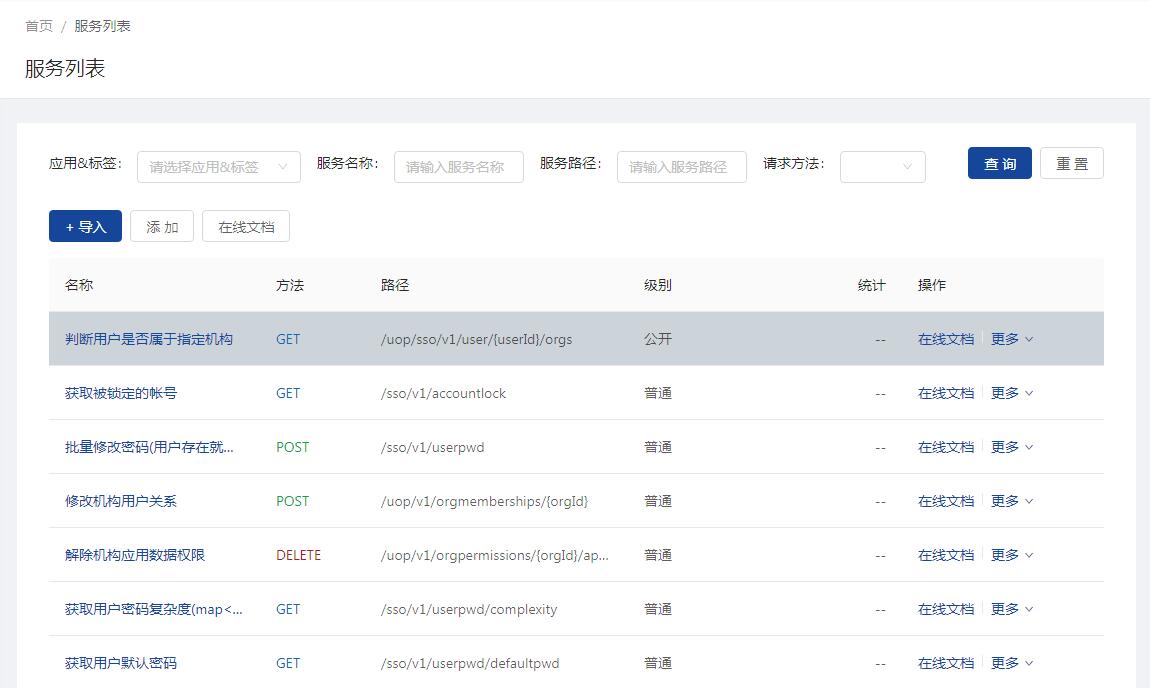 首页 / 服务列表
服务列表
应用&标签: 请选择应用&标签 服务名称: 请输入服务名称 服务路径: 请输入服务路径 请求方法: 查 询 重 置
+ 导入 添 加 在线文档
名称 方法 路径 级别 统计 操作
判断用户是否属于指定机构 GET /uop/sso/v1/user/{userId}/orgs 公开 -- 在线文档 更多
获取被锁定的帐号 GET /sso/v1/accountlock 普通 -- 在线文档 更多
批量修改密码(用户存在就... POST /sso/v1/userpwd 普通 -- 在线文档 更多
修改机构用户关系 POST /uop/v1/orgmemberships/{orgId} 普通 -- 在线文档 更多
解除机构应用数据权限 DELETE /uop/v1/orgpermissions/{orgId}/ap... 普通 -- 在线文档 更多
获取用户密码复杂度(map<... GET /sso/v1/userpwd/complexity 普通 -- 在线文档 更多
获取用户默认密码 GET /sso/v1/userpwd/defaultpwd 普通 -- 在线文档 更多